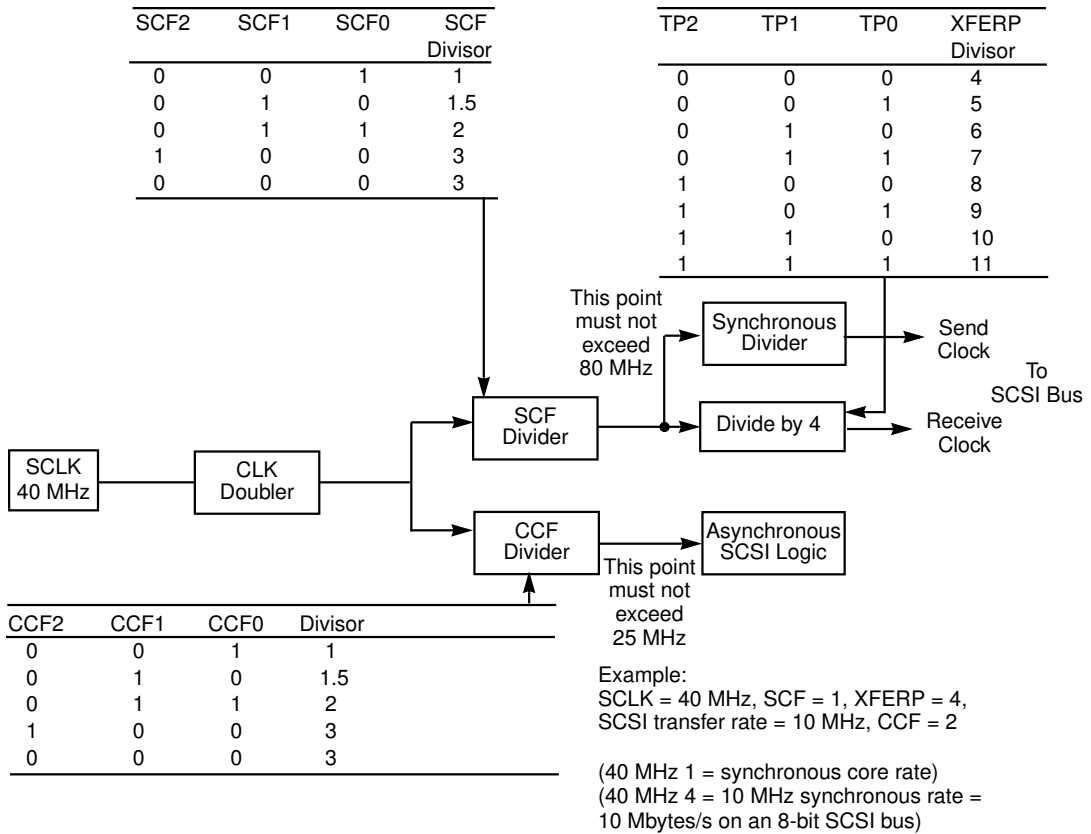 SCF2 SCF1 SCF0 SCF
Divisor
0 0 1 1
0 1 0 1.5
0 1 1 2
1 0 0 3
0 0 0 3
TP2 TP1 TP0 XFERP
Divisor
0 0 0 4
0 0 1 5
0 1 0 6
0 1 1 7
1 0 0 8
1 0 1 9
1 1 0 10
1 1 1 11
This point
must not
exceed
80 MHz
Synchronous
Divider
Send
Clock
To
SCSI Bus
SCF
Divider
Divide by 4
Receive
Clock
SCLK
40 MHz
CLK
Doubler
CCF
Divider
Asynchronous
SCSI Logic
This point
must not
exceed
25 MHz
CCF2 CCF1 CCF0 Divisor
0 0 1 1
0 1 0 1.5
0 1 1 2
1 0 0 3
0 0 0 3
Example:
SCLK = 40 MHz, SCF = 1, XFERP = 4,
SCSI transfer rate = 10 MHz, CCF = 2
(40 MHz 1 = synchronous core rate)
(40 MHz 4 = 10 MHz synchronous rate =
10 Mbytes/s on an 8-bit SCSI bus)